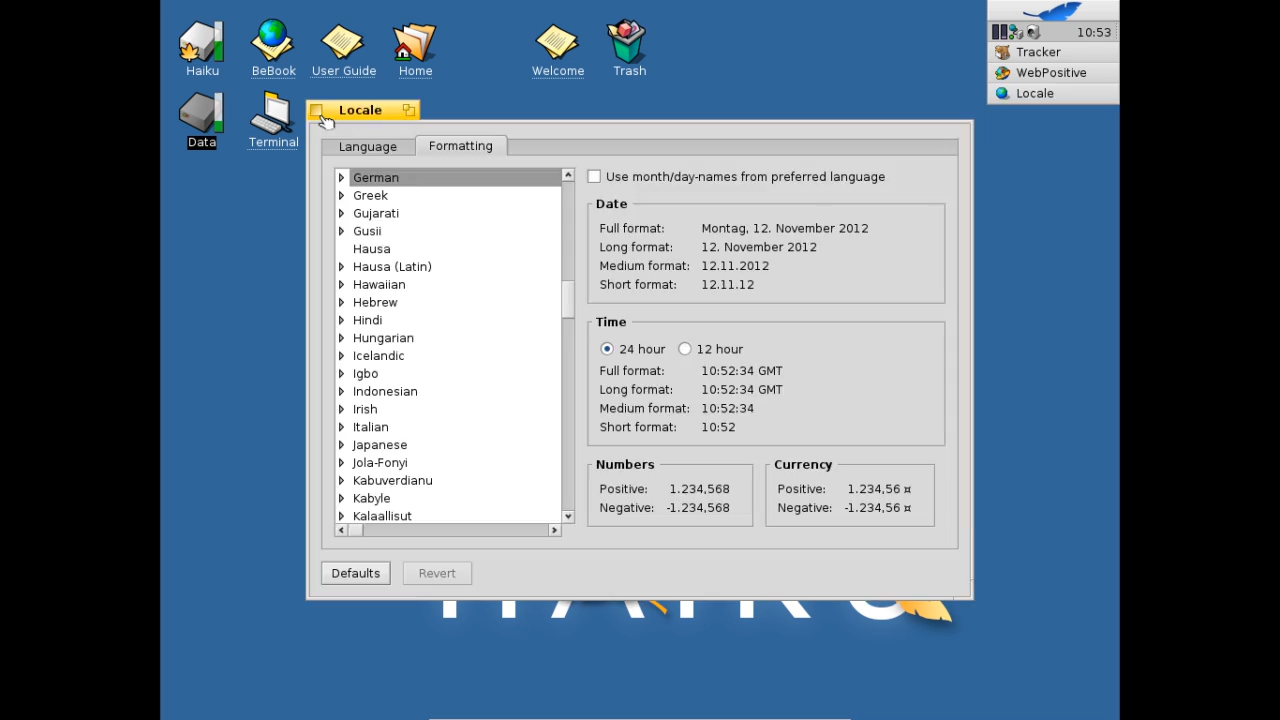 10:53
Tracker
WebPositive
Locale
Haiku
BeBook
User Guide
Home
Welcome
Trash
Data
Terminal
Locale
Language
Formatting
German
Greek
Gujarati
Gusii
Hausa
Hausa (Latin)
Hawaiian
Hebrew
Hindi
Hungarian
Icelandic
Igbo
Indonesian
Irish
Italian
Japanese
Jola-Fonyi
Kabuverdianu
Kabyle
Kalaallisut
Use month/day-names from preferred language
Date
Full format: Montag, 12. November 2012
Long format: 12. November 2012
Medium format: 12.11.2012
Short format: 12.11.12
Time
24 hour 12 hour
Full format: 10:52:34 GMT
Long format: 10:52:34 GMT
Medium format: 10:52:34
Short format: 10:52
Numbers
Positive: 1.234,568
Negative: -1.234,568
Currency
Positive: 1.234,56 ¤
Negative: -1.234,56 ¤
Defaults
Revert